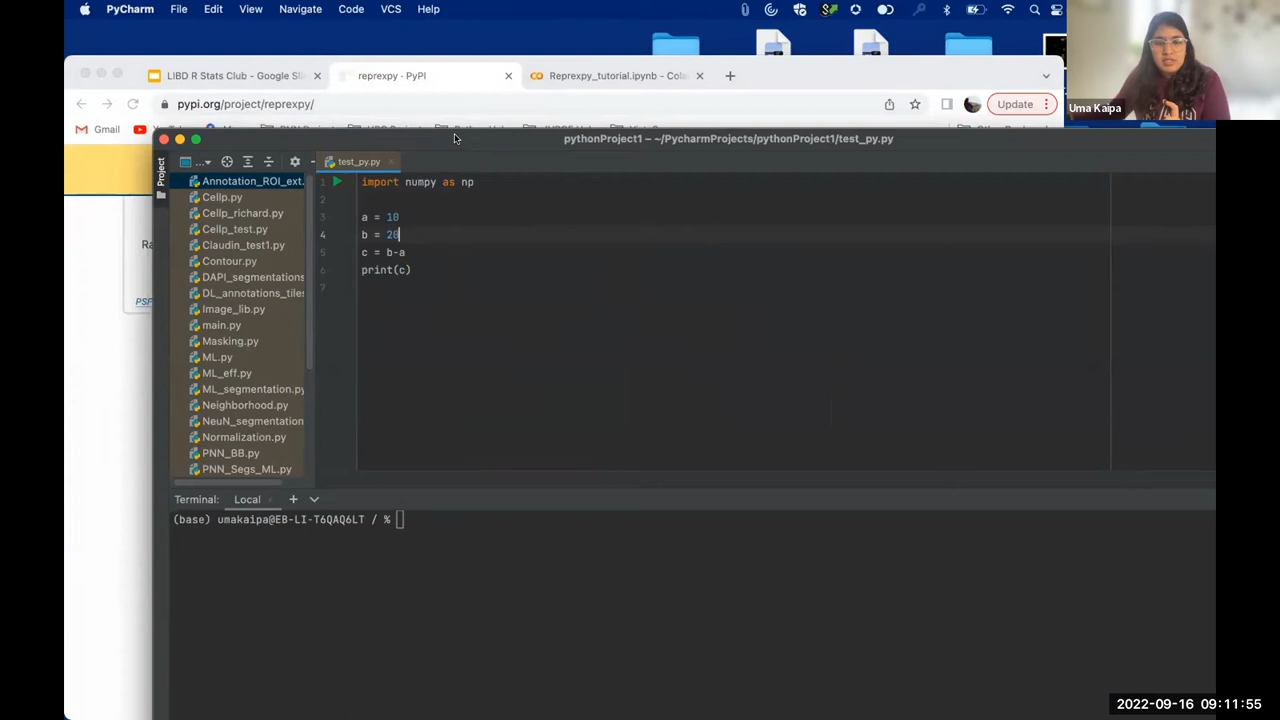 PyCharm File Edit View Navigate Code VCS Help
LIBD R Stats Club - Google Sli
reprexpy · PyPI
Reprexpy_tutorial.ipynb - Cola
pypi.org/project/reprexpy/
Update
Uma Kaipa
Gmail
pythonProject1 – ~/PycharmProjects/pythonProject1/test_py.py
Project
...
test_py.py
Annotation_ROI_ext.
Cellp.py
Cellp_richard.py
Cellp_test.py
Claudin_test1.py
Contour.py
DAPI_segmentations
DL_annotations_tiles
Image_lib.py
main.py
Masking.py
ML.py
ML_eff.py
ML_segmentation.py
Neighborhood.py
NeuN_segmentation
Normalization.py
PNN_BB.py
PNN_Segs_ML.py
1 import numpy as np
2
3 a = 10
4 b = 20
5 c = b-a
6 print(c)
7
Ra
PSF
Terminal: Local
(base) umakaipa@EB-LI-T6QAQ6LT / %
2022-09-16 09:11:55